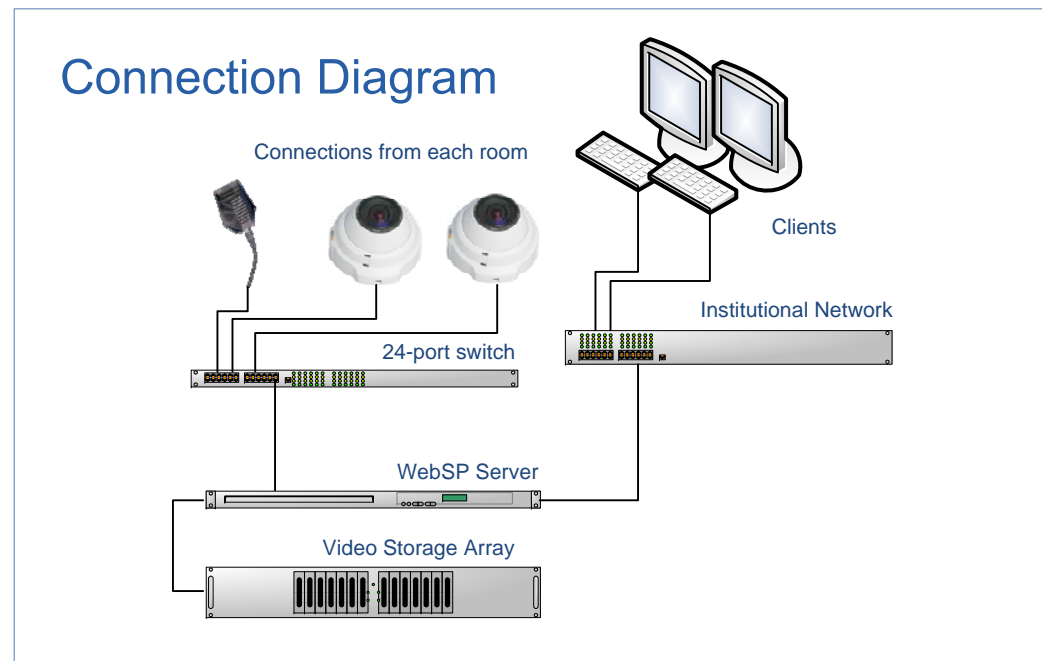 Connection Diagram
Connections from each room
Clients
Institutional Network
24-port switch
WebSP Server
Video Storage Array